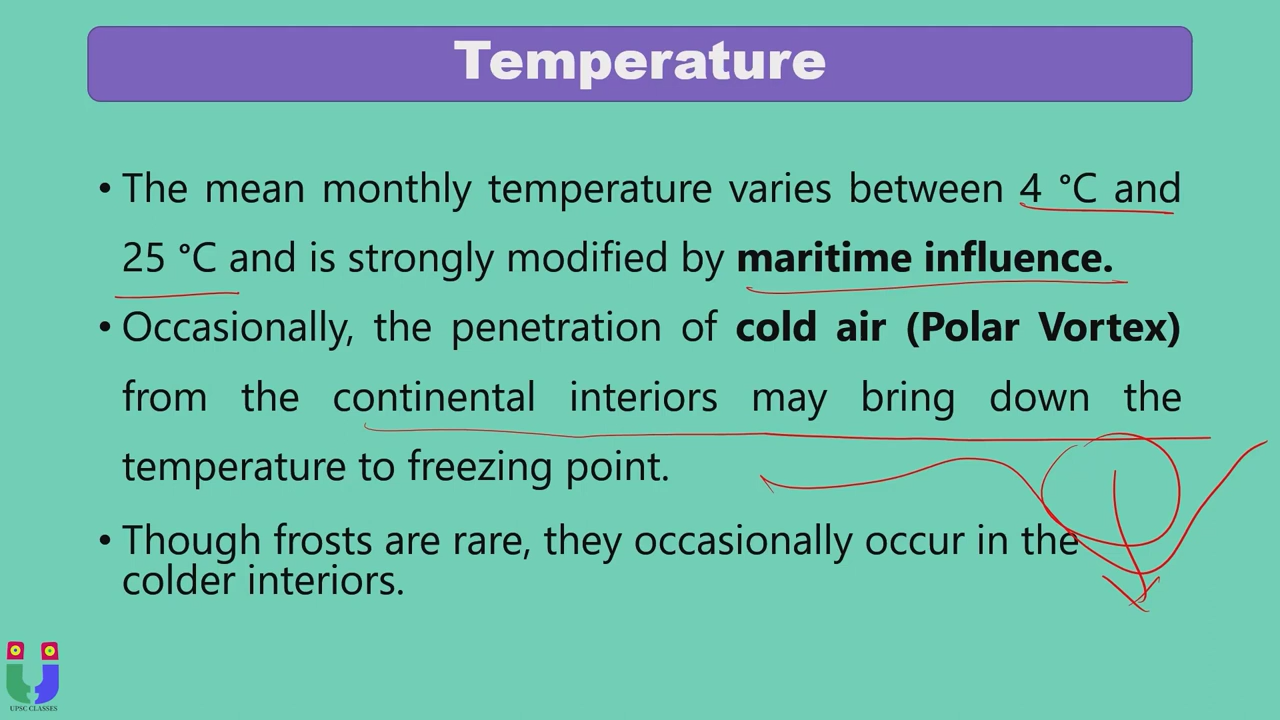 Temperature
• The mean monthly temperature varies between 4 °C and
25 °C and is strongly modified by maritime influence.
• Occasionally, the penetration of cold air (Polar Vortex)
from the continental interiors may bring down the
temperature to freezing point.
• Though frosts are rare, they occasionally occur in the
colder interiors.
UPSC CLASSES